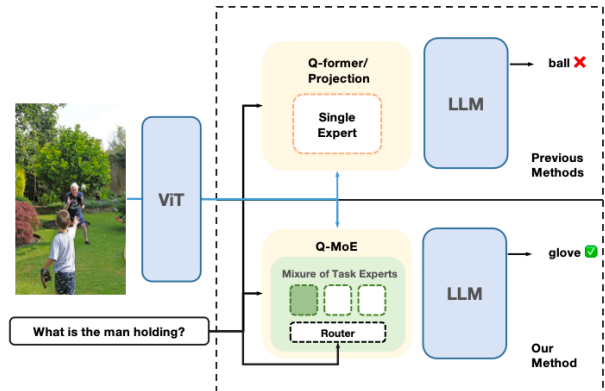 Q-former/
Projection
Single
Expert
LLM
ball ❌
Previous
Methods
ViT
Q-MoE
Mixure of Task Experts
Router
LLM
glove ✅
Our
Method
What is the man holding?